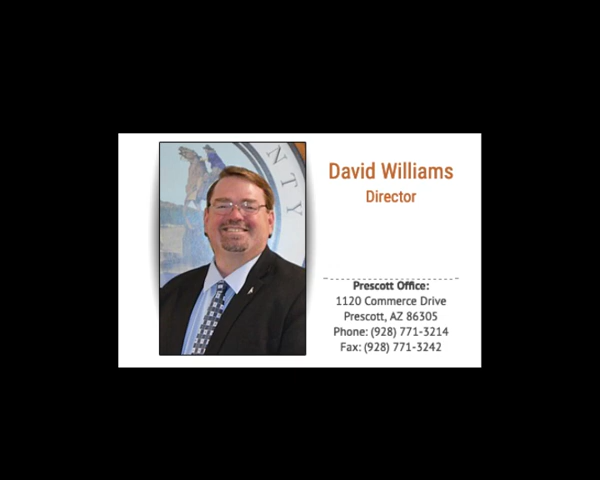 NTY
David Williams
Director
Prescott Office:
1120 Commerce Drive
Prescott, AZ 86305
Phone: (928) 771-3214
Fax: (928) 771-3242